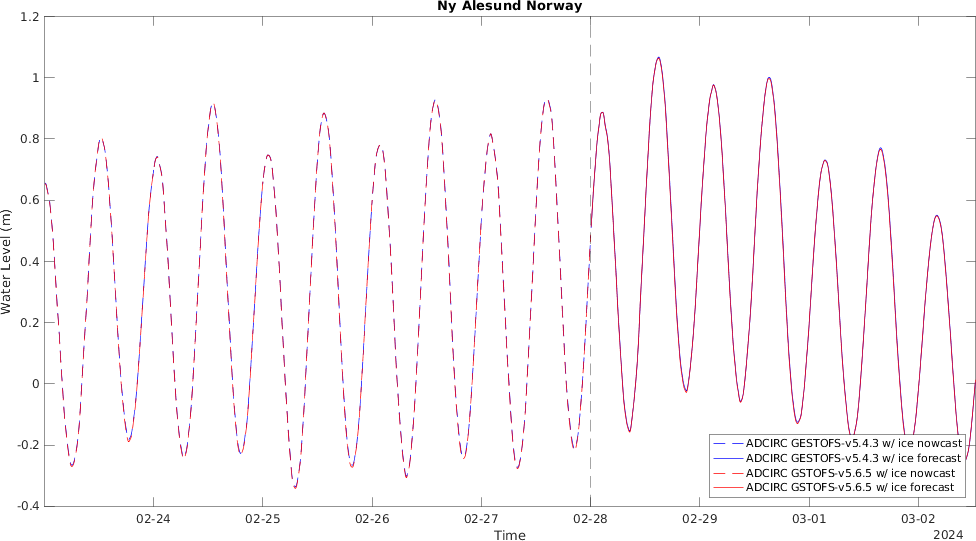 Ny Alesund Norway
1.2
1
0.8
0.6
0.4
0.2
0
-0.2
-0.4
Water Level (m)
02-24 02-25 02-26 02-27 02-28 02-29 03-01 03-02
Time
2024
ADCIRC GESTOFS-v5.4.3 w/ ice nowcast
ADCIRC GESTOFS-v5.4.3 w/ ice forecast
ADCIRC GSTOFS-v5.6.5 w/ ice nowcast
ADCIRC GSTOFS-v5.6.5 w/ ice forecast